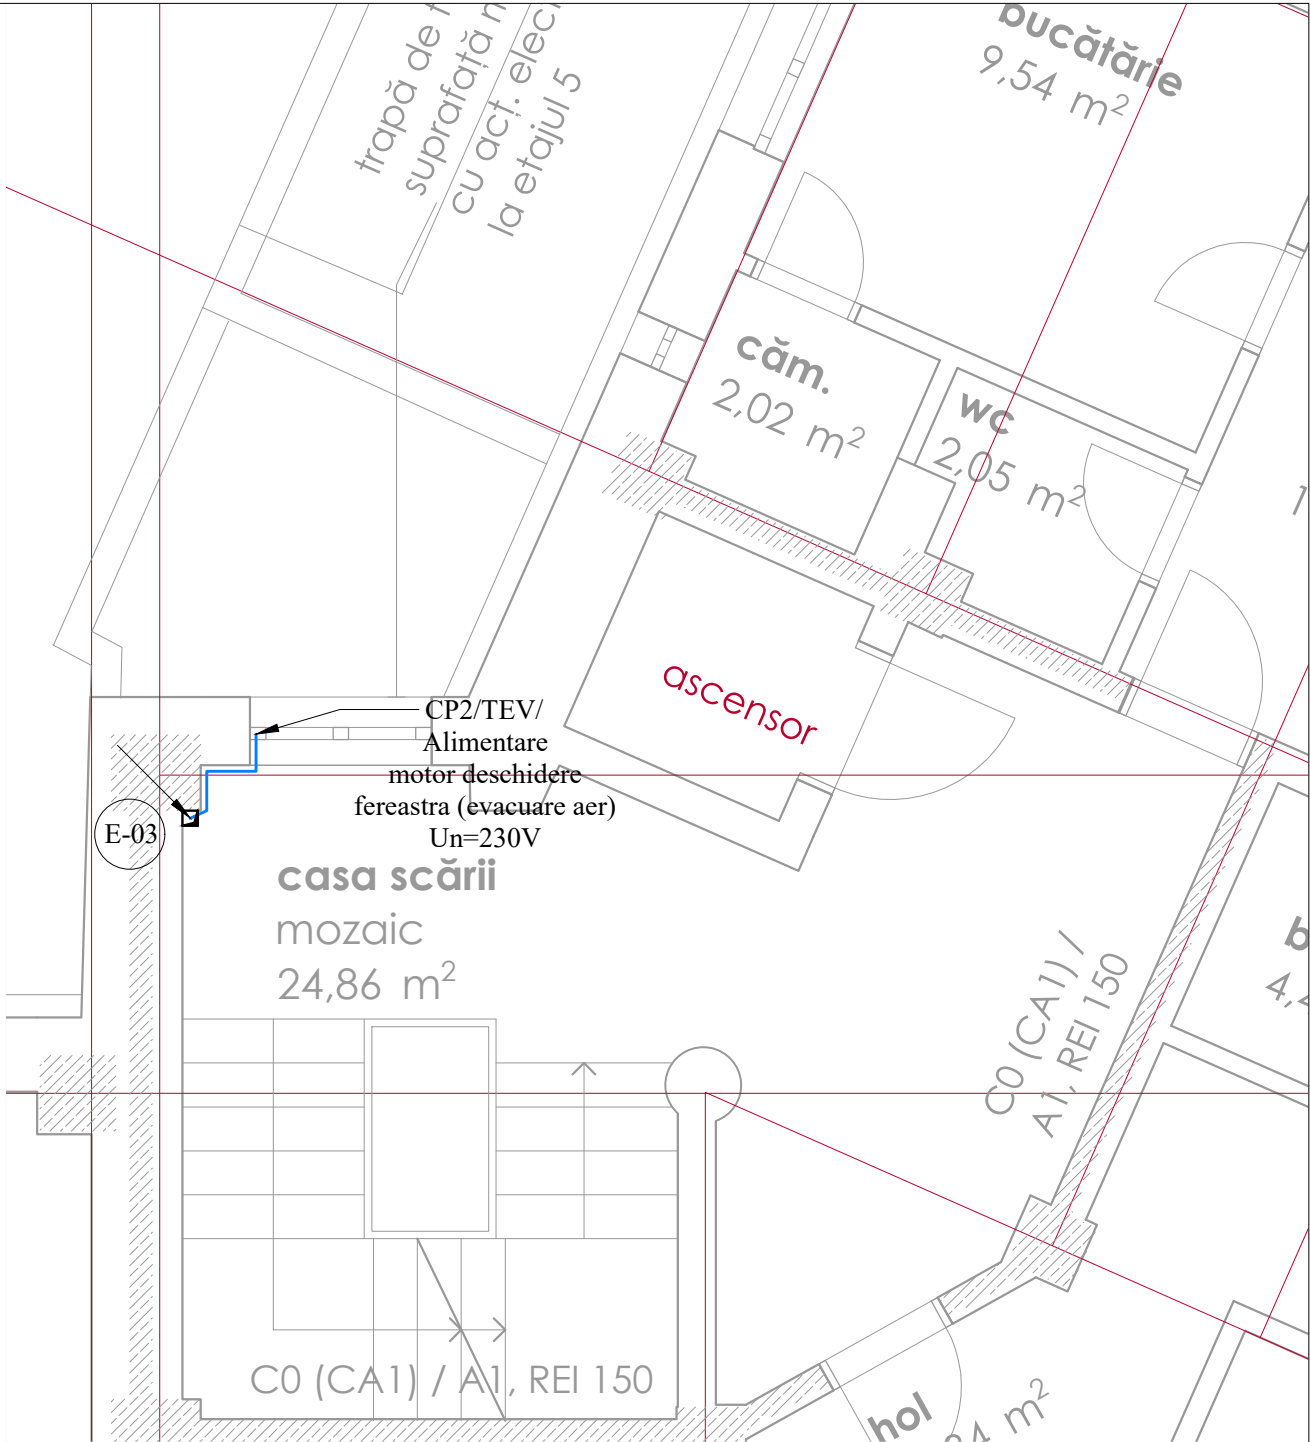 trapă de
suprafață
cu acț.
la etajul 5
bucătărie
9,54 m²
căm.
2,02 m²
wc
2,05 m²
ascensor
CP2/TEV/
Alimentare
motor deschidere
fereastra (evacuare aer)
Un=230V
E-03
casa scării
mozaic
24,86 m²
C0 (CA1) /
A1, REI 150
C0 (CA1) / A1, REI 150
hol
m²